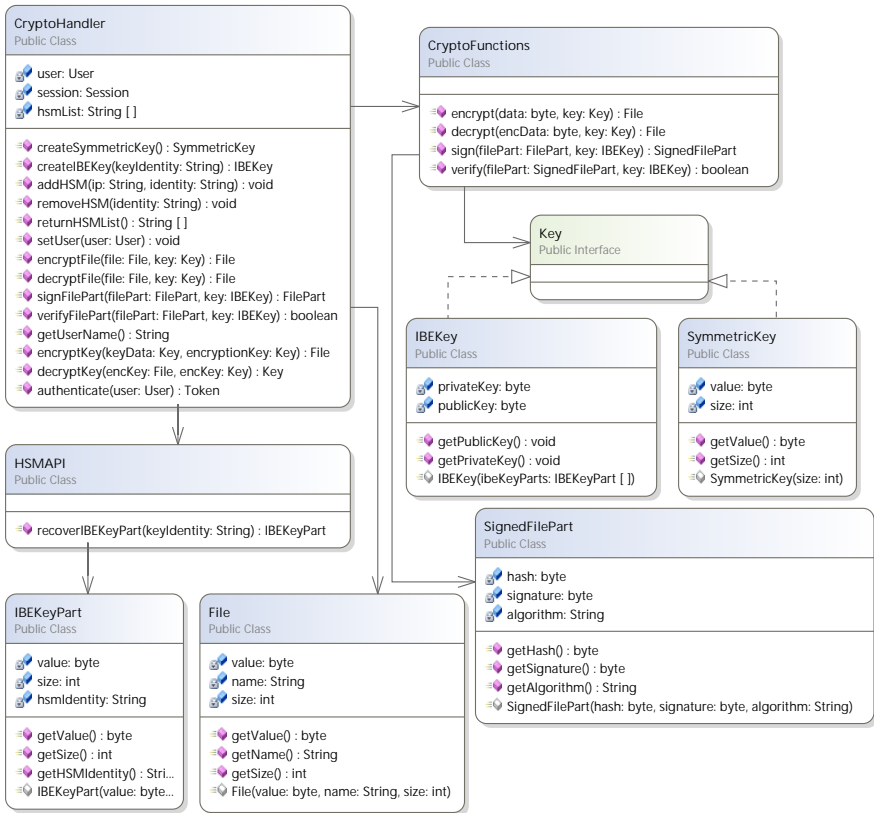 CryptoHandler
Public Class
user: User
session: Session
hsmList: String [ ]
createSymmetricKey() : SymmetricKey
createIBEKey(keyIdentity: String) : IBEKey
addHSM(ip: String, identity: String) : void
removeHSM(identity: String) : void
returnHSMList() : String [ ]
setUser(user: User) : void
encryptFile(file: File, key: Key) : File
decryptFile(file: File, key: Key) : File
signFilePart(filePart: FilePart, key: IBEKey) : FilePart
verifyFilePart(filePart: FilePart, key: IBEKey) : boolean
getUserName() : String
encryptKey(keyData: Key, encryptionKey: Key) : File
decryptKey(encKey: File, encKey: Key) : Key
authenticate(user: User) : Token
CryptoFunctions
Public Class
encrypt(data: byte, key: Key) : File
decrypt(encData: byte, key: Key) : File
sign(filePart: FilePart, key: IBEKey) : SignedFilePart
verify(filePart: SignedFilePart, key: IBEKey) : boolean
Key
Public Interface
IBEKey
Public Class
privateKey: byte
publicKey: byte
getPublicKey() : void
getPrivateKey() : void
IBEKey(ibeKeyParts: IBEKeyPart [ ])
SymmetricKey
Public Class
value: byte
size: int
getValue() : byte
getSize() : int
SymmetricKey(size: int)
HSMAPI
Public Class
recoverIBEKeyPart(keyIdentity: String) : IBEKeyPart
SignedFilePart
Public Class
hash: byte
signature: byte
algorithm: String
getHash() : byte
getSignature() : byte
getAlgorithm() : String
SignedFilePart(hash: byte, signature: byte, algorithm: String)
IBEKeyPart
Public Class
value: byte
size: int
hsmIdentity: String
getValue() : byte
getSize() : int
getHSMIdentity() : Stri...
IBEKeyPart(value: byte...
File
Public Class
value: byte
name: String
size: int
getValue() : byte
getName() : String
getSize() : int
File(value: byte, name: String, size: int)